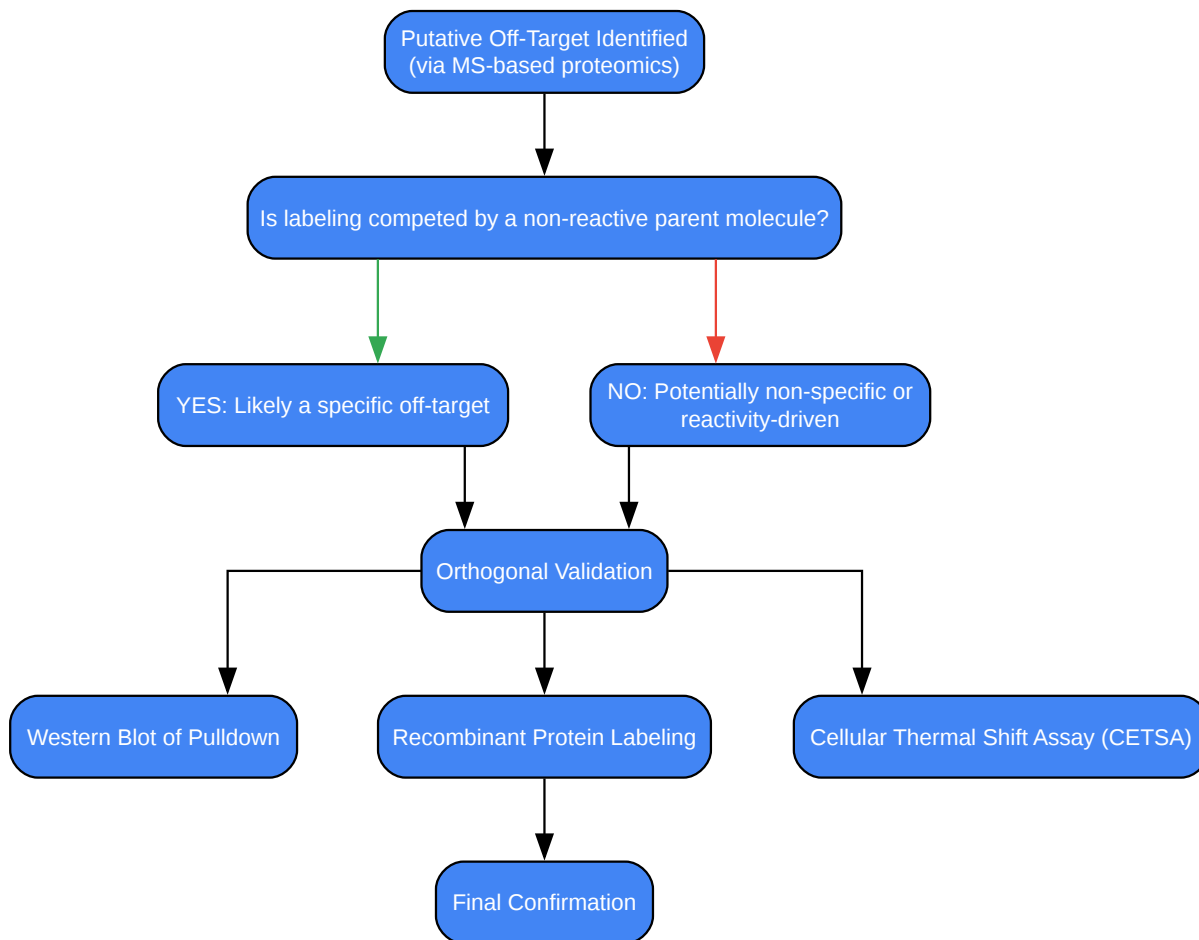 Putative Off-Target Identified
(via MS-based proteomics)
Is labeling competed by a non-reactive parent molecule?
YES: Likely a specific off-target
NO: Potentially non-specific or
reactivity-driven
Orthogonal Validation
Western Blot of Pulldown
Recombinant Protein Labeling
Cellular Thermal Shift Assay (CETSA)
Final Confirmation